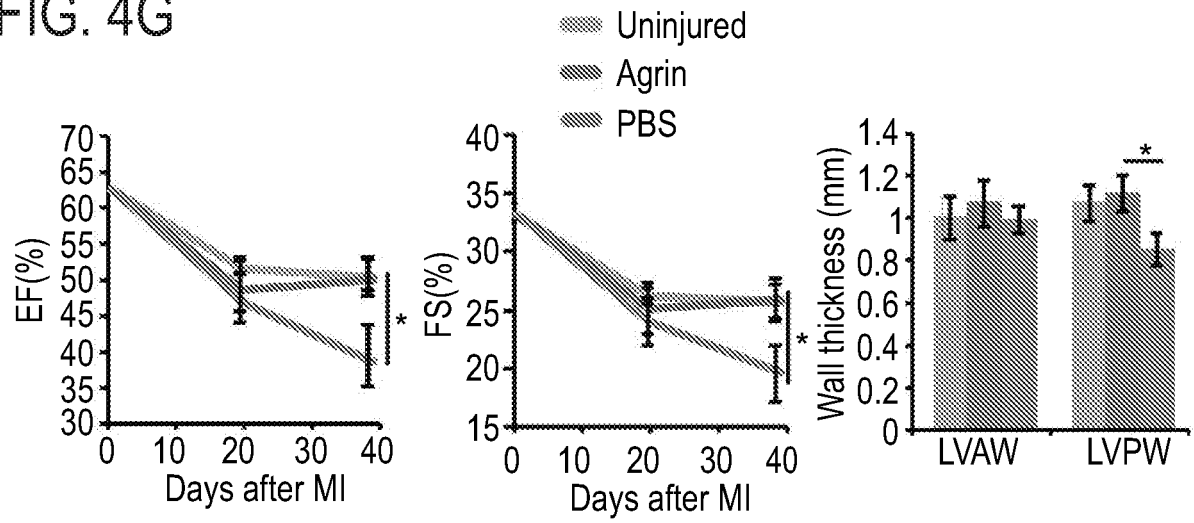 FIG. 4G
Uninjured
Agrin
PBS
70
65
60
55
50
45
40
35
30
EF(%)
0 10 20 30 40
Days after MI
*
40
35
30
25
20
15
FS(%)
0 10 20 30 40
Days after MI
*
1.4
1.2
1
0.8
0.6
0.4
0.2
0
Wall thickness (mm)
*
LVAW LVPW